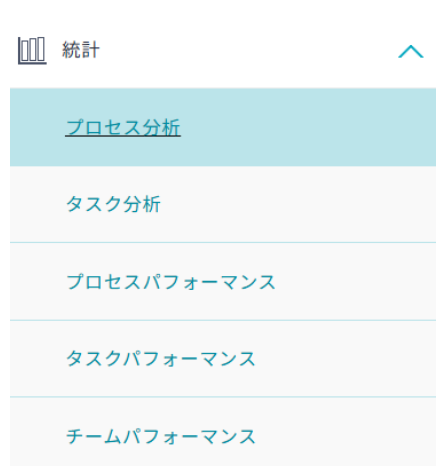 統計
プロセス分析
タスク分析
プロセスパフォーマンス
タスクパフォーマンス
チームパフォーマンス